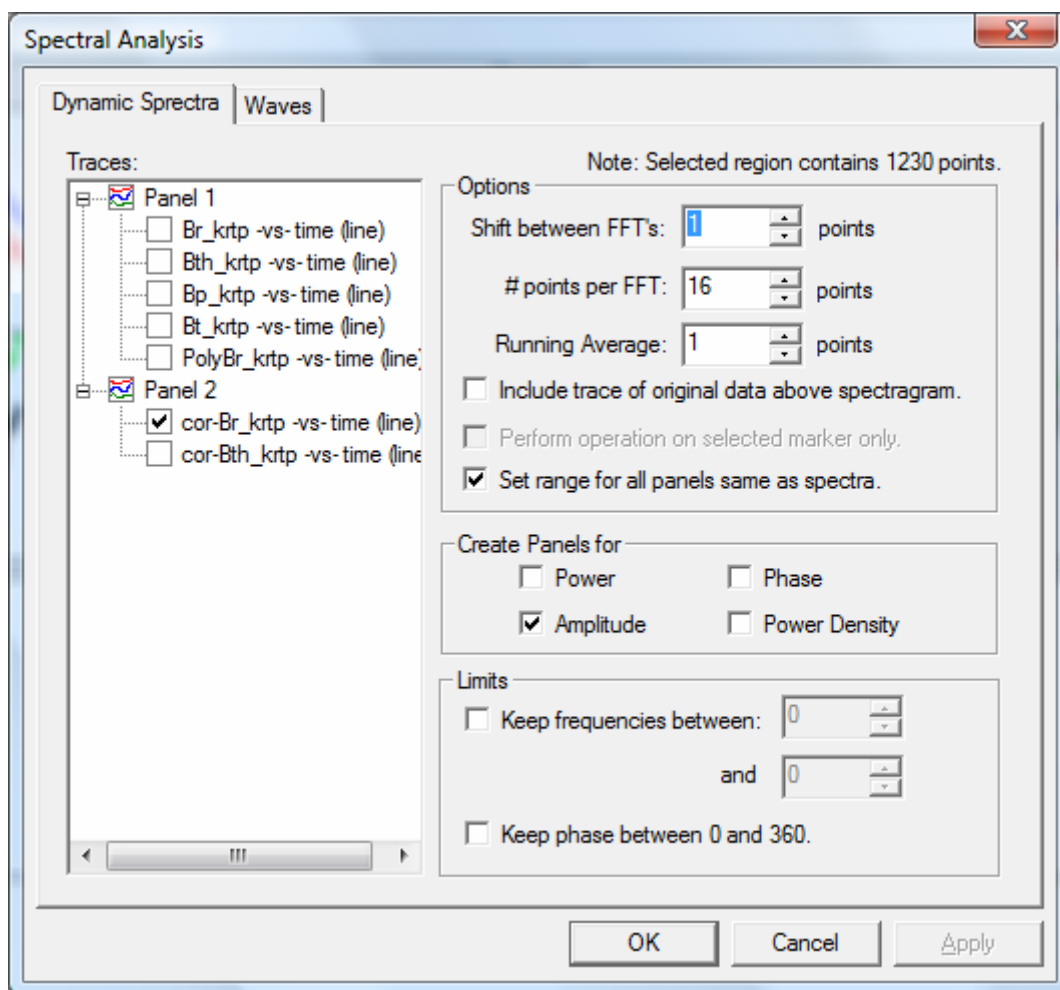 Spectral Analysis
Dynamic Sprectra
Waves
Traces:
Note: Selected region contains 1230 points.
Panel 1
Br_krtp -vs- time (line)
Bth_krtp -vs- time (line)
Bp_krtp -vs- time (line)
Bt_krtp -vs- time (line)
PolyBr_krtp -vs- time (line)
Panel 2
cor-Br_krtp -vs- time (line)
cor-Bth_krtp -vs- time (line
Options
Shift between FFT's: 1 points
# points per FFT: 16 points
Running Average: 1 points
Include trace of original data above spectragram.
Perform operation on selected marker only.
Set range for all panels same as spectra.
Create Panels for
Power
Phase
Amplitude
Power Density
Limits
Keep frequencies between: 0
and 0
Keep phase between 0 and 360.
OK
Cancel
Apply